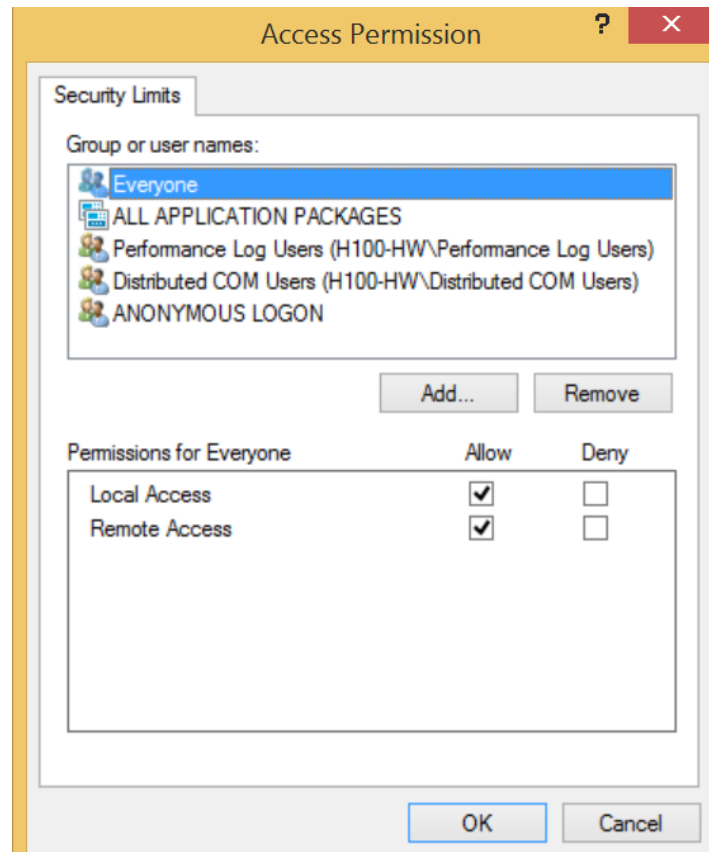 Access Permission
?
Security Limits
Group or user names:
Everyone
ALL APPLICATION PACKAGES
Performance Log Users (H100-HW\Performance Log Users)
Distributed COM Users (H100-HW\Distributed COM Users)
ANONYMOUS LOGON
Add... Remove
Permissions for Everyone Allow Deny
Local Access
Remote Access
OK Cancel